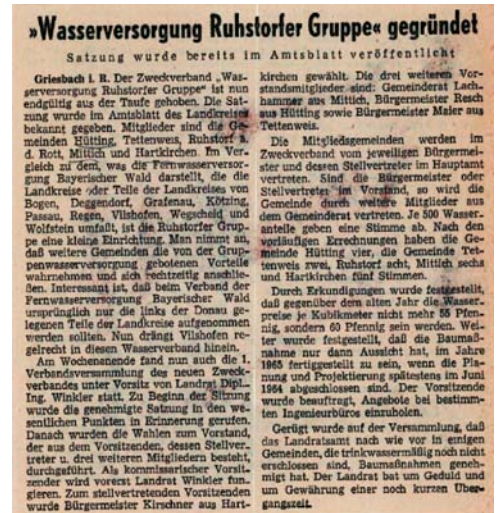 »Wasserversorgung Ruhstorfer Gruppe« gegründet
Satzung wurde bereits im Amtsblatt veröffentlicht
Griesbach i. R. Der Zweckverband „Was-
serversorgung Ruhstorfer Gruppe" ist nun
endgültig aus der Taufe gehoben. Die Sat-
zung wurde im Amtsblatt des Landkreises
bekannt gegeben. Mitglieder sind die Ge-
meinden Hütting, Tettenweis, Ruhstorf a.
d. Rott, Mittich und Hartkirchen. Im Ver-
gleich zu dem, was die Fernwasserversor-
gung Bayerischer Wald darstellt, die die
Landkreise oder Teile der Landkreises von
Bogen, Deggendorf, Grafenau, Kötzing,
Passau, Regen, Vilshofen, Wegscheid und
Wolfstein umfaßt, ist die Ruhstorfer Grup-
pe eine kleine Einrichtung. Man nimmt an,
daß weitere Gemeinden die von der Grup-
penwasserversorgung gebotenen Vorteile
wahrnehmen und sich rechtzeitig anschlie-
ßen. Interessant ist, daß beim Verband der
Fernwasserversorgung Bayerischer Wald
ursprünglich nur die links der Donau ge-
legenen Teile der Landkreise aufgenommen
werden sollten. Nun drängt Vilshofen re-
gelrecht in diesen Wasserverband hinein.
Am Wochenende fand nun auch die 1.
Verbandsversammlung des neuen Zweck-
verbandes unter Vorsitz von Landrat Dipl.-
Ing. Winkler statt. Zu Beginn der Sitzung
wurde die genehmigte Satzung in den we-
sentlichen Punkten in Erinnerung gerufen.
Danach wurden die Wahlen zum Vorstand,
der aus dem Vorsitzenden, dessen Stellver-
treter u. drei weiteren Mitgliedern besteht,
durchgeführt. Als kommissarischer Vorsit-
zender wird vorerst Landrat Winkler fun-
gieren. Zum stellvertretenden Vorsitzenden
wurde Bürgermeister Kirschner aus Hart-
kirchen gewählt. Die drei weiteren Vor-
standsmitglieder sind: Gemeinderat Lach-
hammer aus Mittich, Bürgermeister Resch
aus Hütting sowie Bürgermeister Maier aus
Tettenweis.
Die Mitgliedsgemeinden werden im
Zweckverband vom jeweiligen Bürgermei-
ster und dessen Stellvertreter im Hauptamt
vertreten. Sind die Bürgermeister oder
Stellvertreter im Vorstand, so wird die
Gemeinde durch weitere Mitglieder aus
dem Gemeinderat vertreten. Je 500 Wasser-
anteile geben eine Stimme ab. Nach den
vorläufigen Errechnungen haben die Ge-
meinde Hütting vier, die Gemeinde Tet-
tenweis zwei, Ruhstorf acht, Mittich sechs
und Hartkirchen fünf Stimmen.
Durch Erkundigungen wurde festgestellt,
daß gegenüber dem alten Jahr die Wasser-
preise je Kubikmeter nicht mehr 55 Pfen-
nig, sondern 60 Pfennig sein werden. Wei-
ter wurde festgestellt, daß die Baumaß-
nahme nur dann Aussicht hat, im Jahre
1965 fertiggestellt zu sein, wenn die Pla-
nung und Projektierung spätestens im Juni
1964 abgeschlossen sind. Der Vorsitzende
wurde beauftragt, Angebote bei bestimm-
ten Ingenieurbüros einzuholen.
Gerügt wurde auf der Versammlung, daß
das Landratsamt nach wie vor in einigen
Gemeinden, die trinkwassermäßig noch nicht
erschlossen sind, Baumaßnahmen geneh-
migt hat. Der Landrat bat um Geduld und
um Gewährung einer noch kurzen Über-
gangszeit.